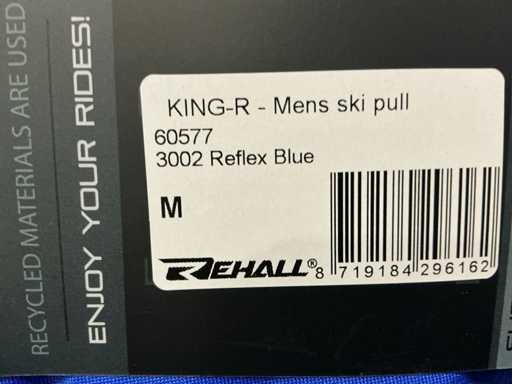 RECYCLED MATERIALS ARE USED
ENJOY YOUR RIDES!
KING-R - Mens ski pull
60577
3002 Reflex Blue
M
REHALL®
8 719184 296162